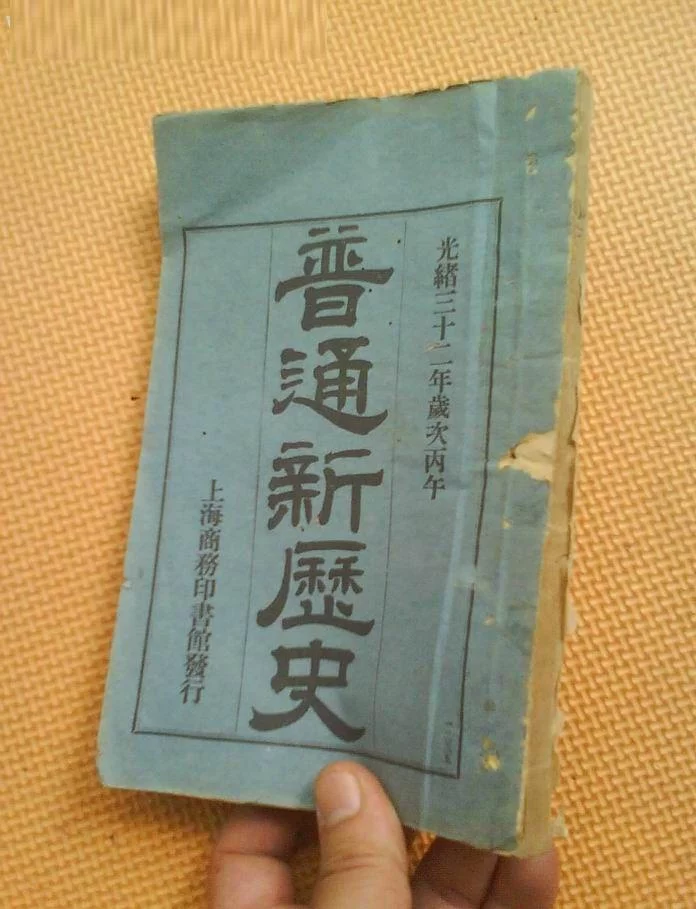 光緒三十二年歲次丙午
普通新歷史
上海商務印書館發行